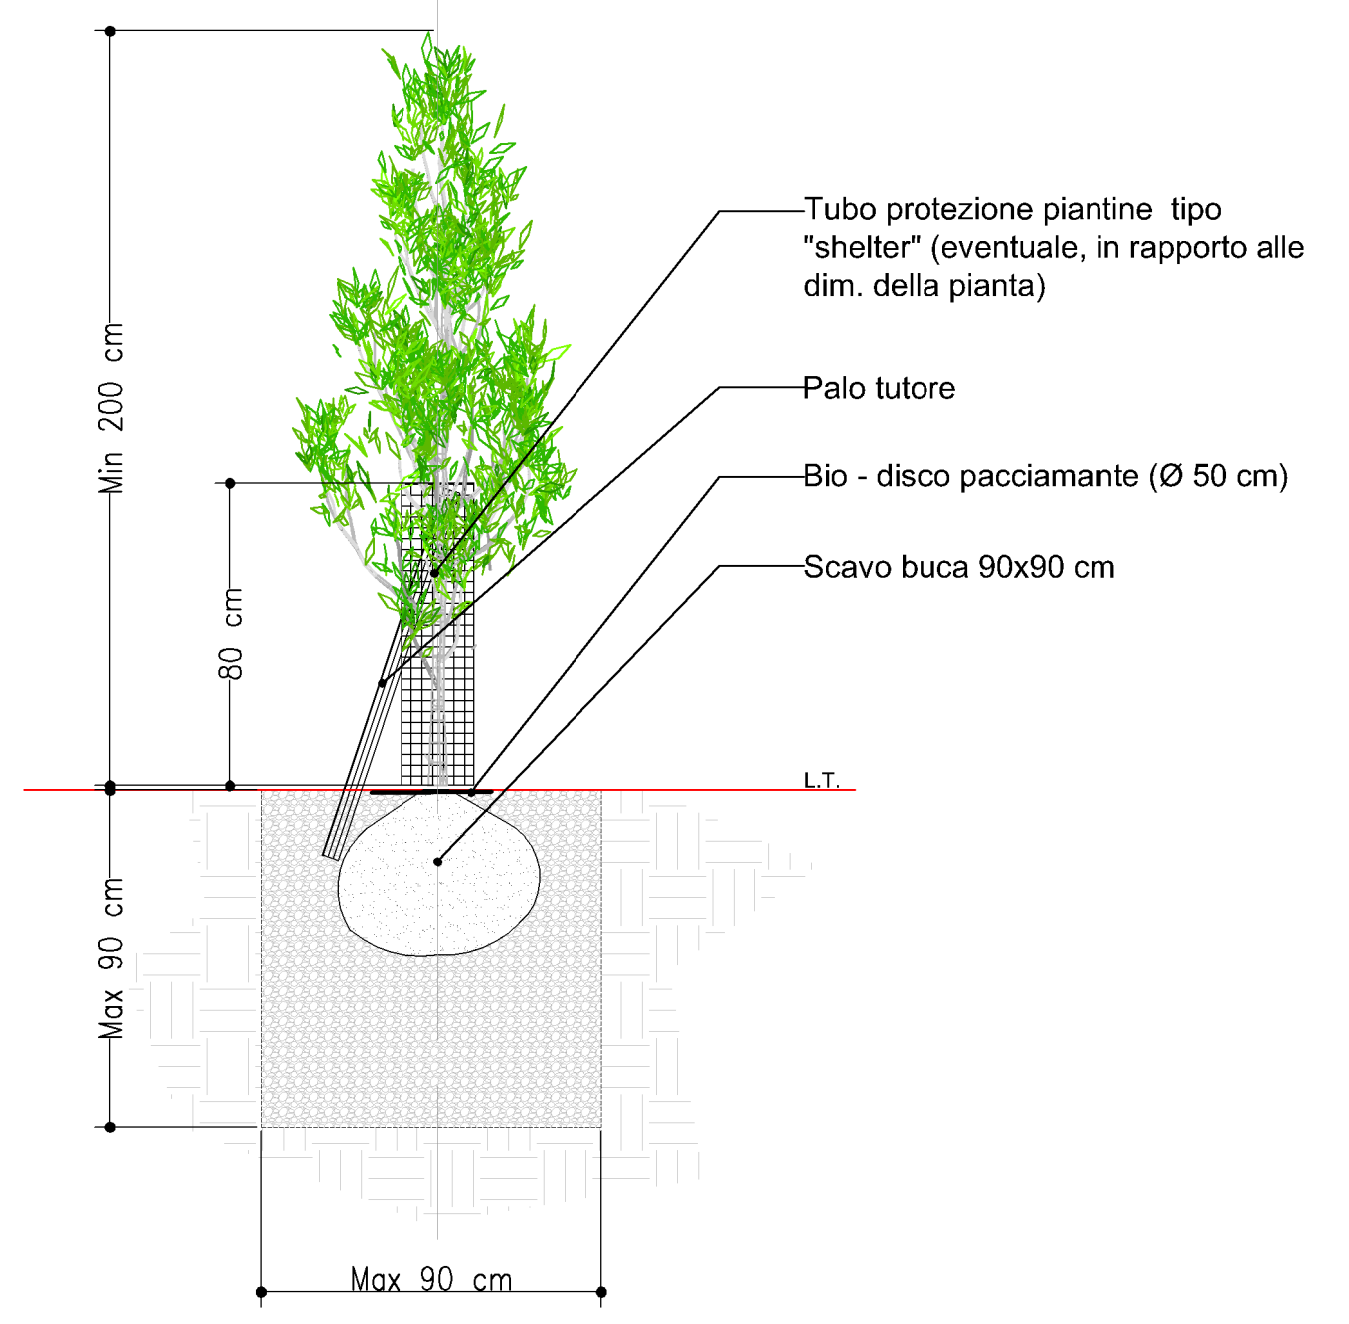 Tubo protezione piantine tipo
"shelter" (eventuale, in rapporto alle
dim. della pianta)
Palo tutore
Bio - disco pacciamante (Ø 50 cm)
Scavo buca 90x90 cm
Min 200 cm
80 cm
L.T.
Max 90 cm
Max 90 cm